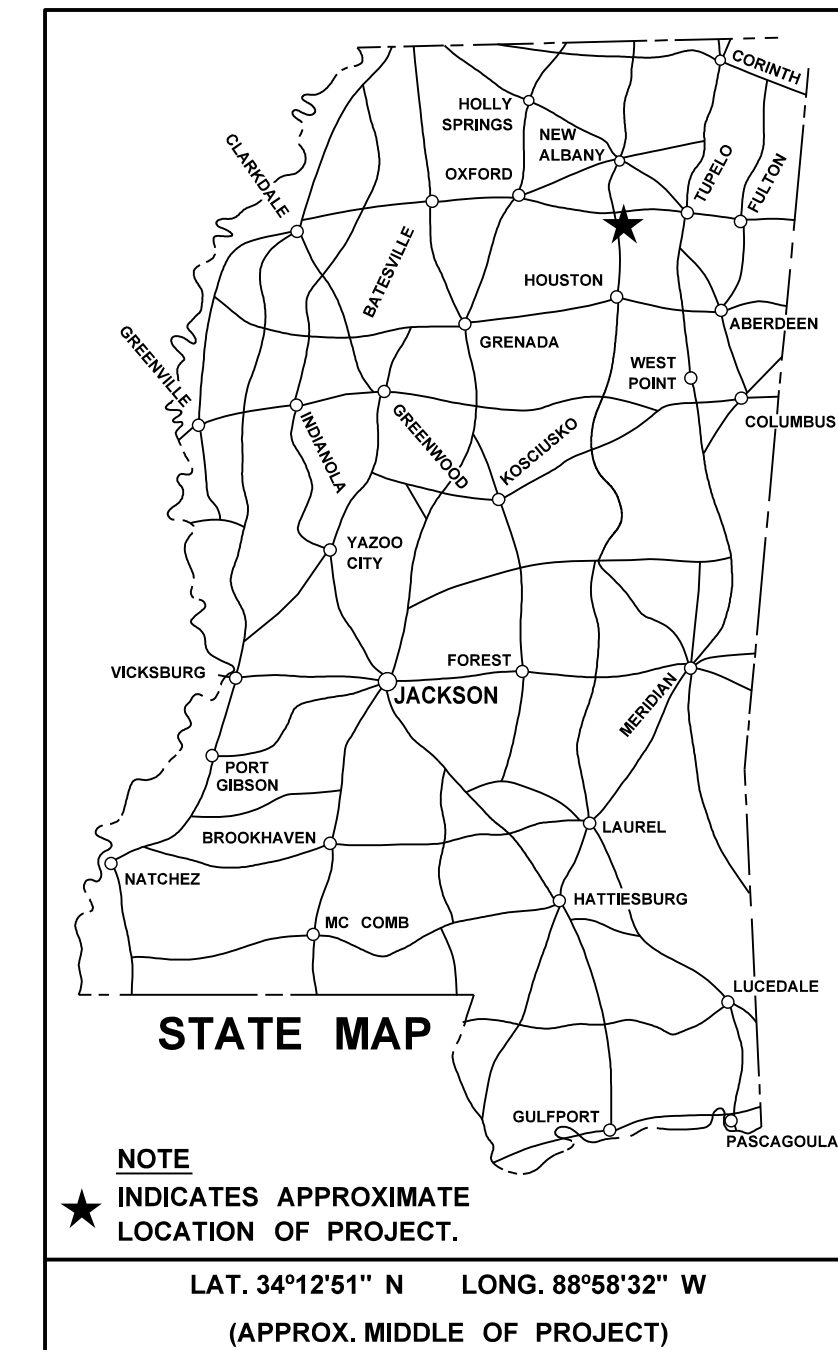 CORINTH
HOLLY
SPRINGS
NEW
ALBANY
CLARKDALE
OXFORD
TUPELO
FULTON
BATESVILLE
HOUSTON
ABERDEEN
GREENVILLE
GRENADA
WEST
POINT
COLUMBUS
INDIANOLA
GREENWOOD
KOSCIUSKO
YAZOO
CITY
VICKSBURG
FOREST
JACKSON
MERIDIAN
PORT
GIBSON
BROOKHAVEN
LAUREL
NATCHEZ
HATTIESBURG
MC COMB
LUCEDALE
STATE MAP
GULFPORT
PASCAGOULA
NOTE
INDICATES APPROXIMATE
LOCATION OF PROJECT.
LAT. 34º12'51" N LONG. 88º58'32" W
(APPROX. MIDDLE OF PROJECT)